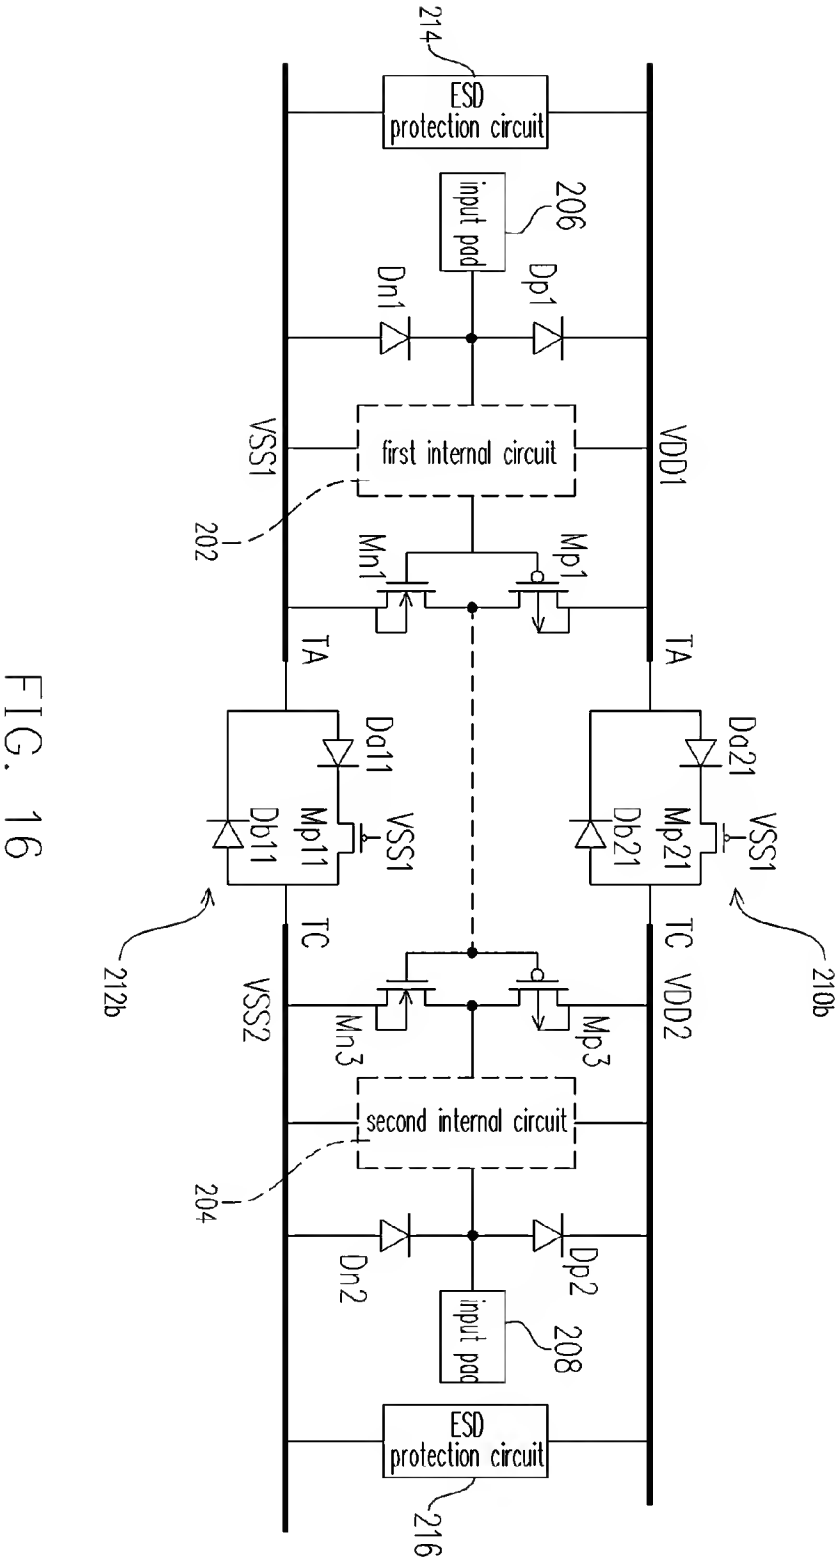 214
ESD
protection circuit
206
input pad
Dn1
Dp1
VSS1
first internal circuit
VDD1
202
Mn1
Mp1
TA
TA
Da11
Da21
Db11
Mp11
VSS1
Db21
Mp21
VSS1
212b
TC
TC
210b
VSS2
VDD2
Mn3
Mp3
second internal circuit
204
Dn2
Dp2
input pad
208
ESD
protection circuit
216
FIG. 16